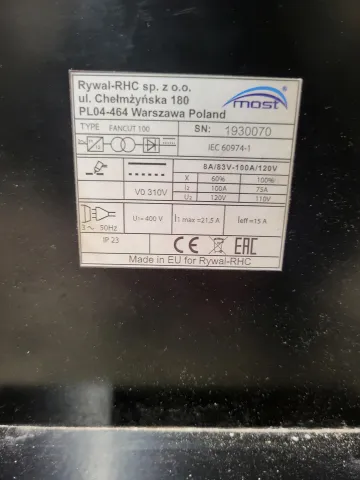 Rywal-RHC sp. z o.o.
ul. Chełmżyńska 180
PL04-464 Warszawa Poland
most
TYPE FANCUT 100
SN: 1930070
IEC 60974-1
8A/83V-100A/120V
X 60% 100%
I2 100A 75A
V0 310V
U2 120V 110V
3~ 50Hz
U1= 400 V
I1 max =21,5 A
I1eff =15 A
IP 23
CE EAC
Made in EU for Rywal-RHC